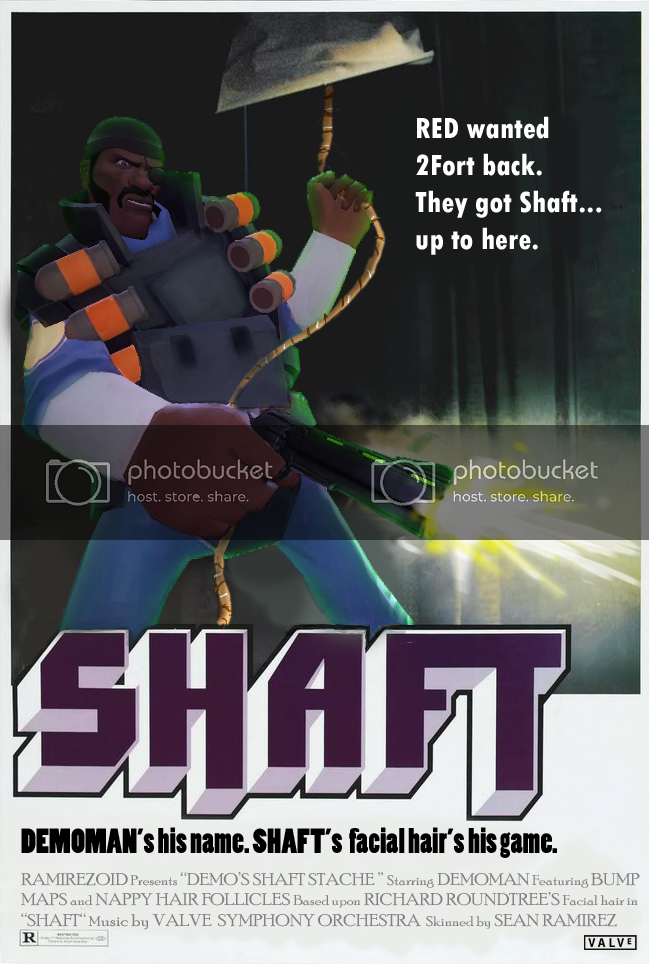 RED wanted
2Fort back.
They got Shaft...
up to here.
photobucket photobucket
host. store. share. host. store. share.
SHAFT
DEMOMAN's his name. SHAFT's facial hair's his game.
RAMIREZOID Presents "DEMO'S SHAFT STACHE" Starring DEMOMAN Featuring BUMP
MAPS and NAPPY HAIR FOLLICLES Based upon RICHARD ROUNDTREE'S Facial hair in
"SHAFT" Music by VALVE SYMPHONY ORCHESTRA Skinned by SEAN RAMIREZ
R RESTRICTED
VALVE